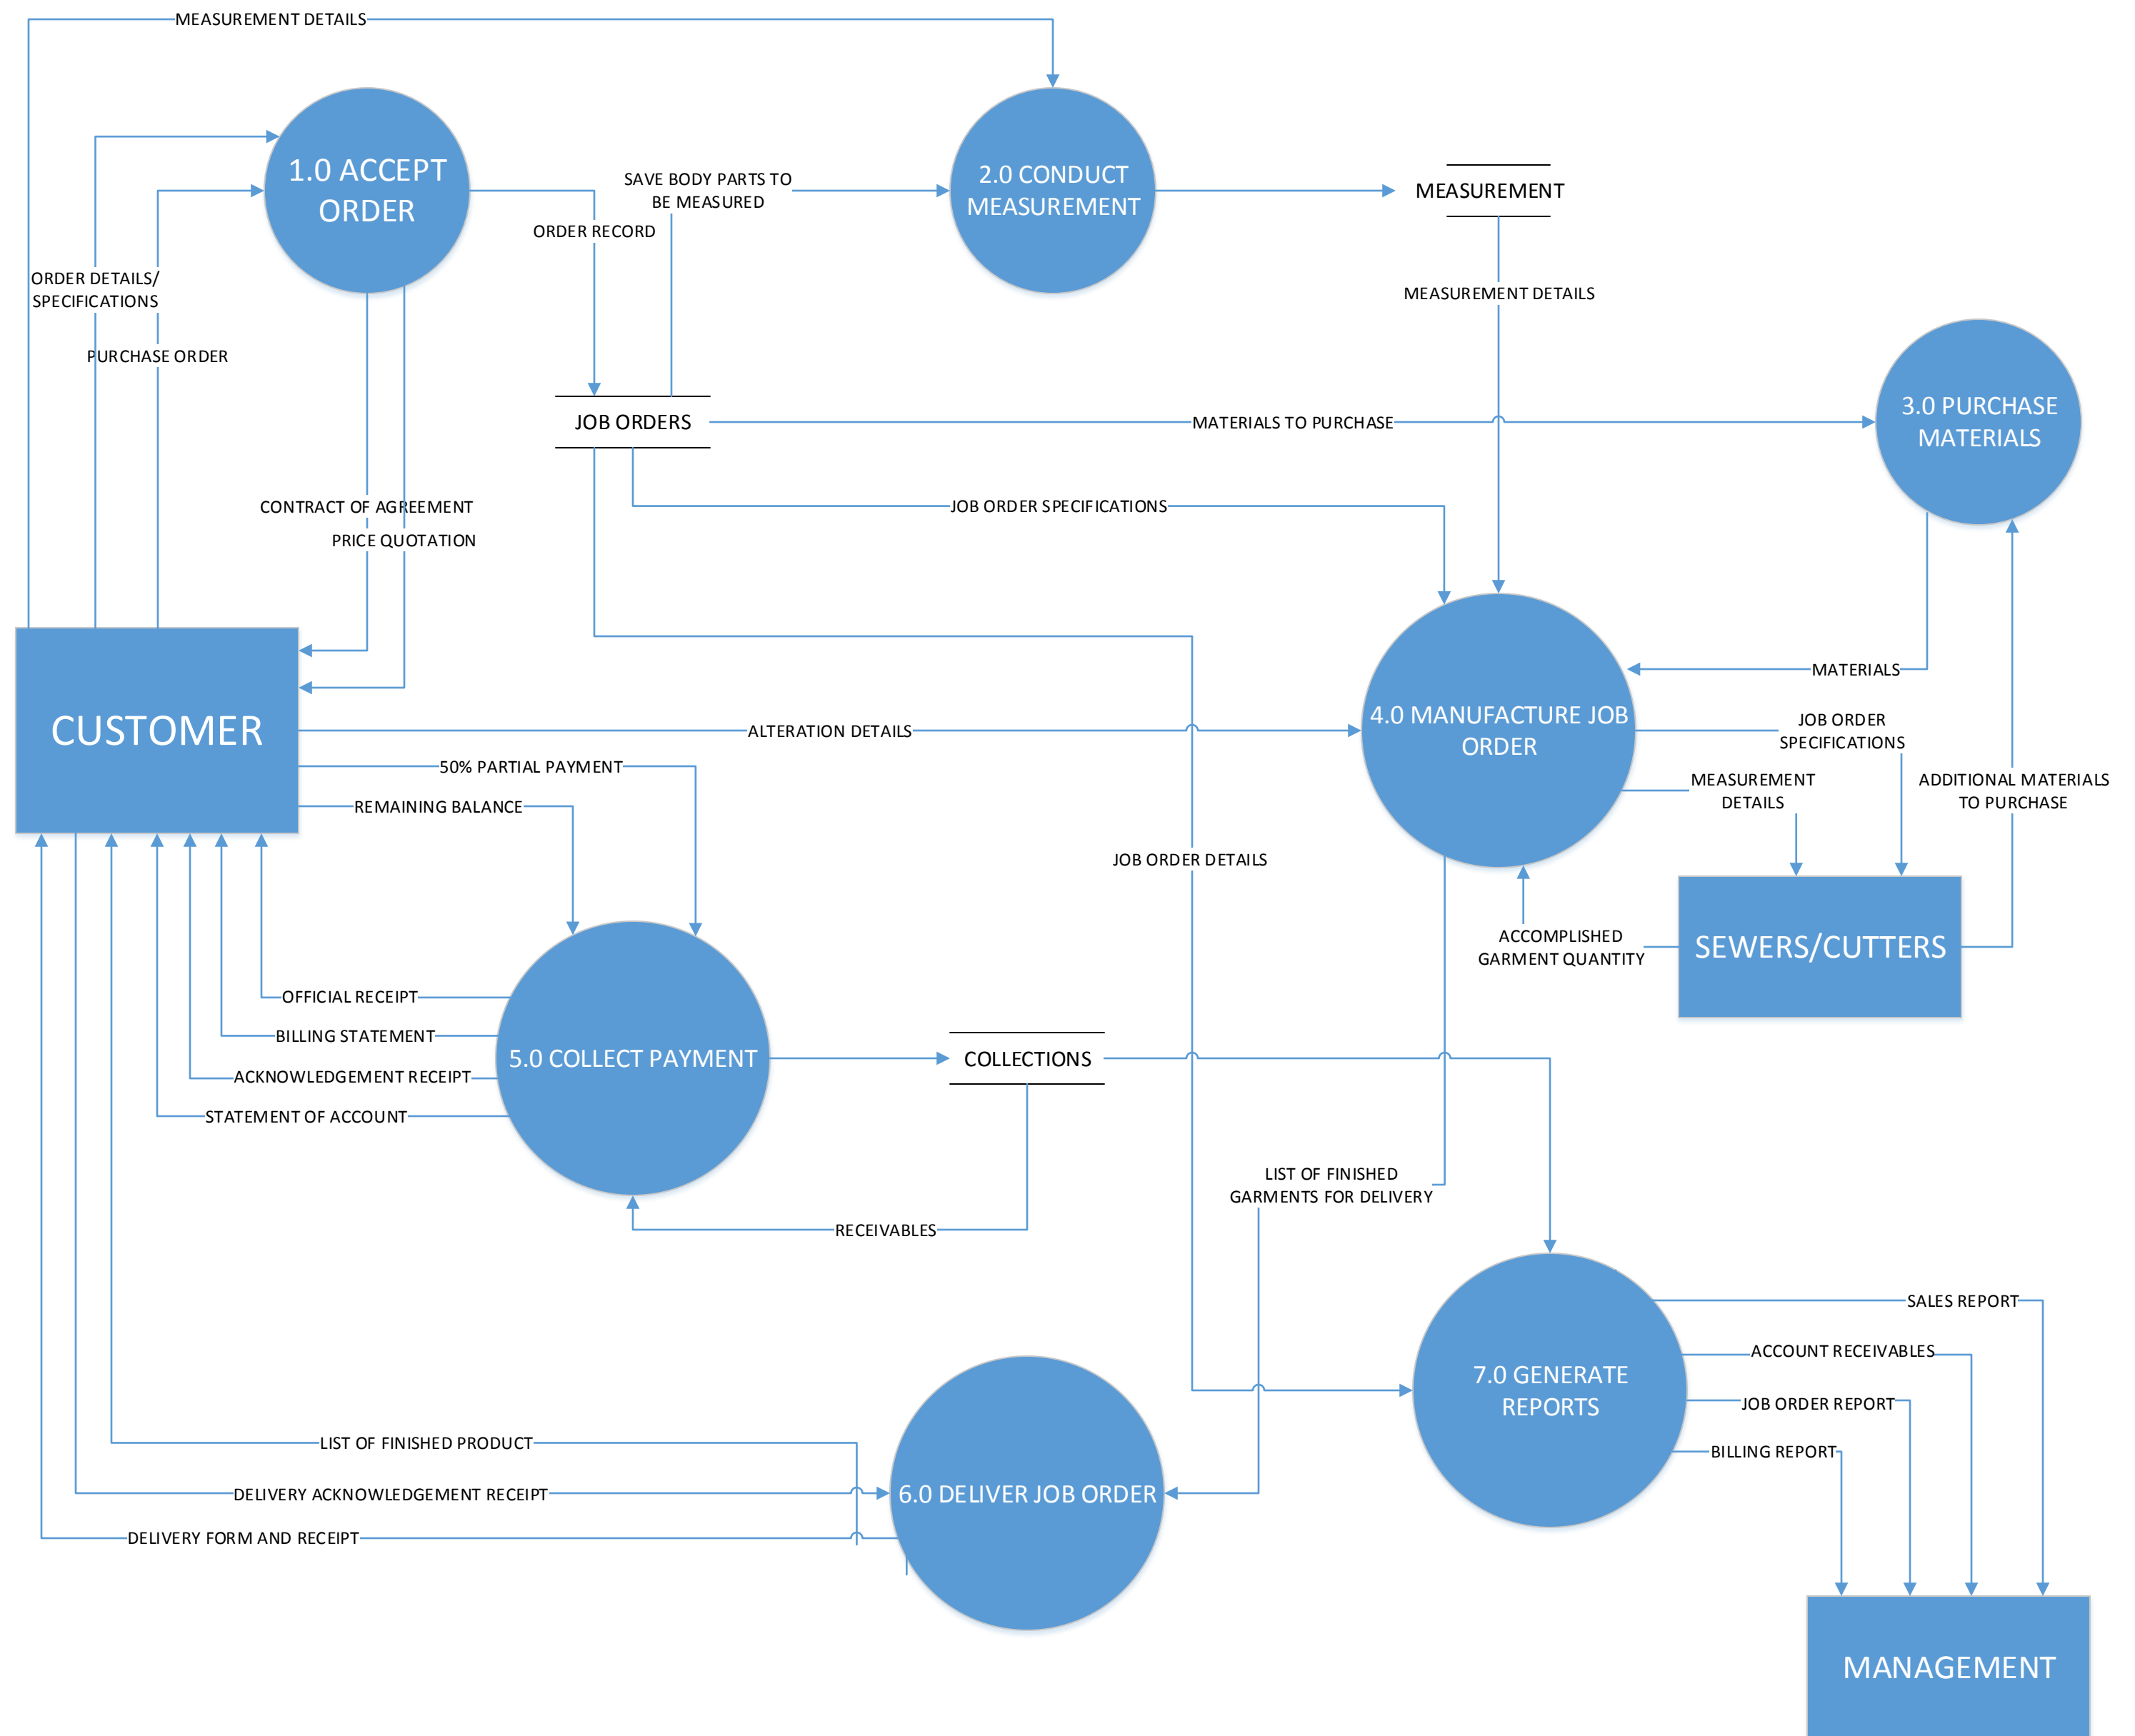 MEASUREMENT DETAILS
1.0 ACCEPT
ORDER
SAVE BODY PARTS TO
BE MEASURED
2.0 CONDUCT
MEASUREMENT
MEASUREMENT
ORDER RECORD
ORDER DETAILS/
SPECIFICATIONS
MEASUREMENT DETAILS
PURCHASE ORDER
JOB ORDERS
MATERIALS TO PURCHASE
3.0 PURCHASE
MATERIALS
CONTRACT OF AGREEMENT
JOB ORDER SPECIFICATIONS
PRICE QUOTATION
MATERIALS
CUSTOMER
ALTERATION DETAILS
4.0 MANUFACTURE JOB
ORDER
JOB ORDER
SPECIFICATIONS
50% PARTIAL PAYMENT
MEASUREMENT
DETAILS
ADDITIONAL MATERIALS
TO PURCHASE
REMAINING BALANCE
JOB ORDER DETAILS
ACCOMPLISHED
GARMENT QUANTITY
SEWERS/CUTTERS
OFFICIAL RECEIPT
BILLING STATEMENT
5.0 COLLECT PAYMENT
COLLECTIONS
ACKNOWLEDGEMENT RECEIPT
STATEMENT OF ACCOUNT
LIST OF FINISHED
GARMENTS FOR DELIVERY
RECEIVABLES
SALES REPORT
ACCOUNT RECEIVABLES
7.0 GENERATE
REPORTS
JOB ORDER REPORT
LIST OF FINISHED PRODUCT
BILLING REPORT
DELIVERY ACKNOWLEDGEMENT RECEIPT
6.0 DELIVER JOB ORDER
DELIVERY FORM AND RECEIPT
MANAGEMENT